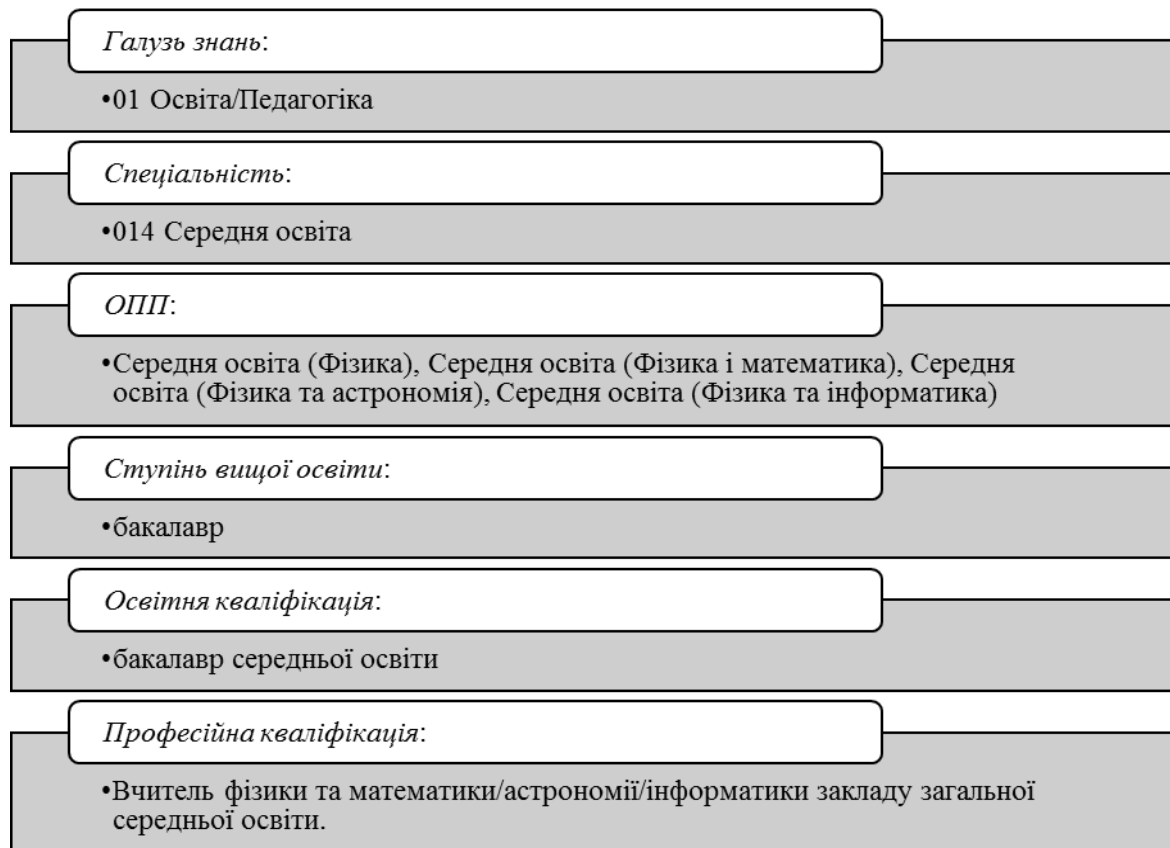 Галузь знань:
•01 Освіта/Педагогіка
Спеціальність:
•014 Середня освіта
ОПП:
•Середня освіта (Фізика), Середня освіта (Фізика і математика), Середня
освіта (Фізика та астрономія), Середня освіта (Фізика та інформатика)
Ступінь вищої освіти:
•бакалавр
Освітня кваліфікація:
•бакалавр середньої освіти
Професійна кваліфікація:
•Вчитель фізики та математики/астрономії/інформатики закладу загальної
середньої освіти.